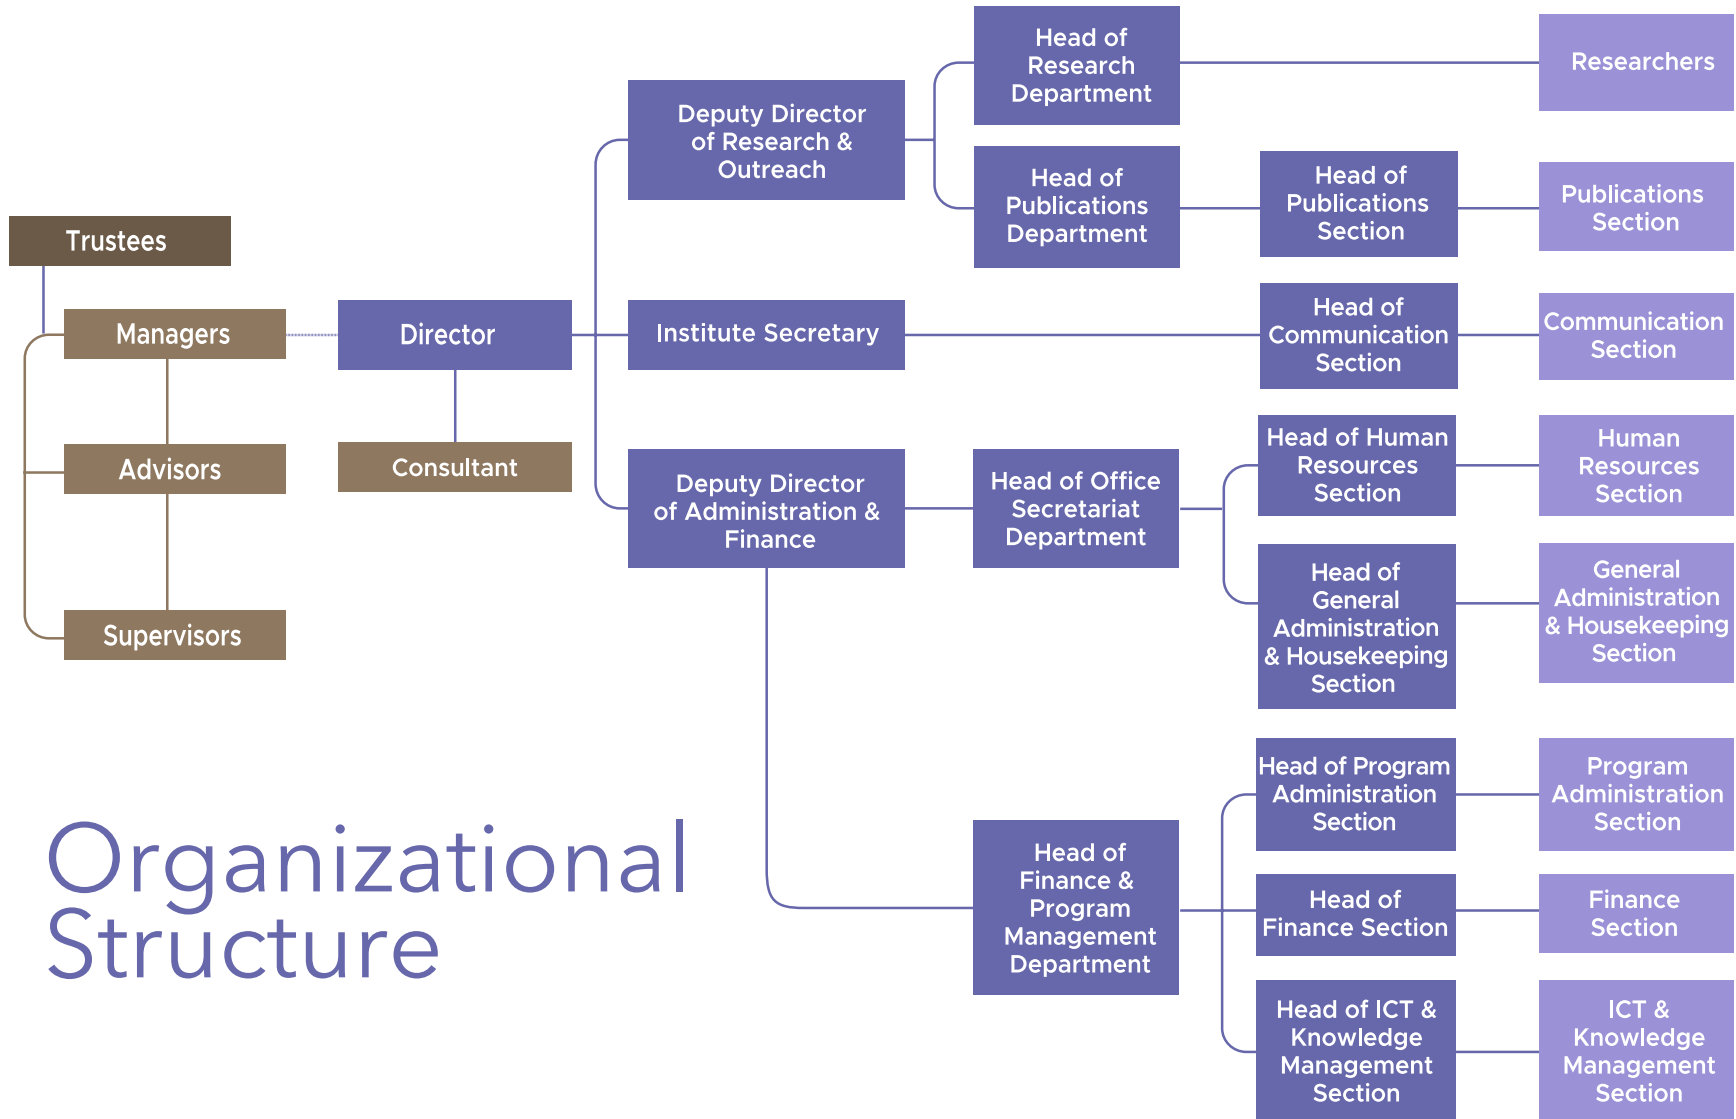 Trustees
Managers
Advisors
Supervisors
Director
Consultant
Deputy Director
of Research &
Outreach
Institute Secretary
Deputy Director
of Administration &
Finance
Head of
Research
Department
Head of
Publications
Department
Head of Office
Secretariat
Department
Head of
Finance &
Program
Management
Department
Head of
Publications
Section
Head of
Communication
Section
Head of Human
Resources
Section
Head of
General
Administration
& Housekeeping
Section
Head of Program
Administration
Section
Head of
Finance Section
Head of ICT &
Knowledge
Management
Section
Researchers
Publications
Section
Communication
Section
Human
Resources
Section
General
Administration
& Housekeeping
Section
Program
Administration
Section
Finance
Section
ICT &
Knowledge
Management
Section
Organizational
Structure